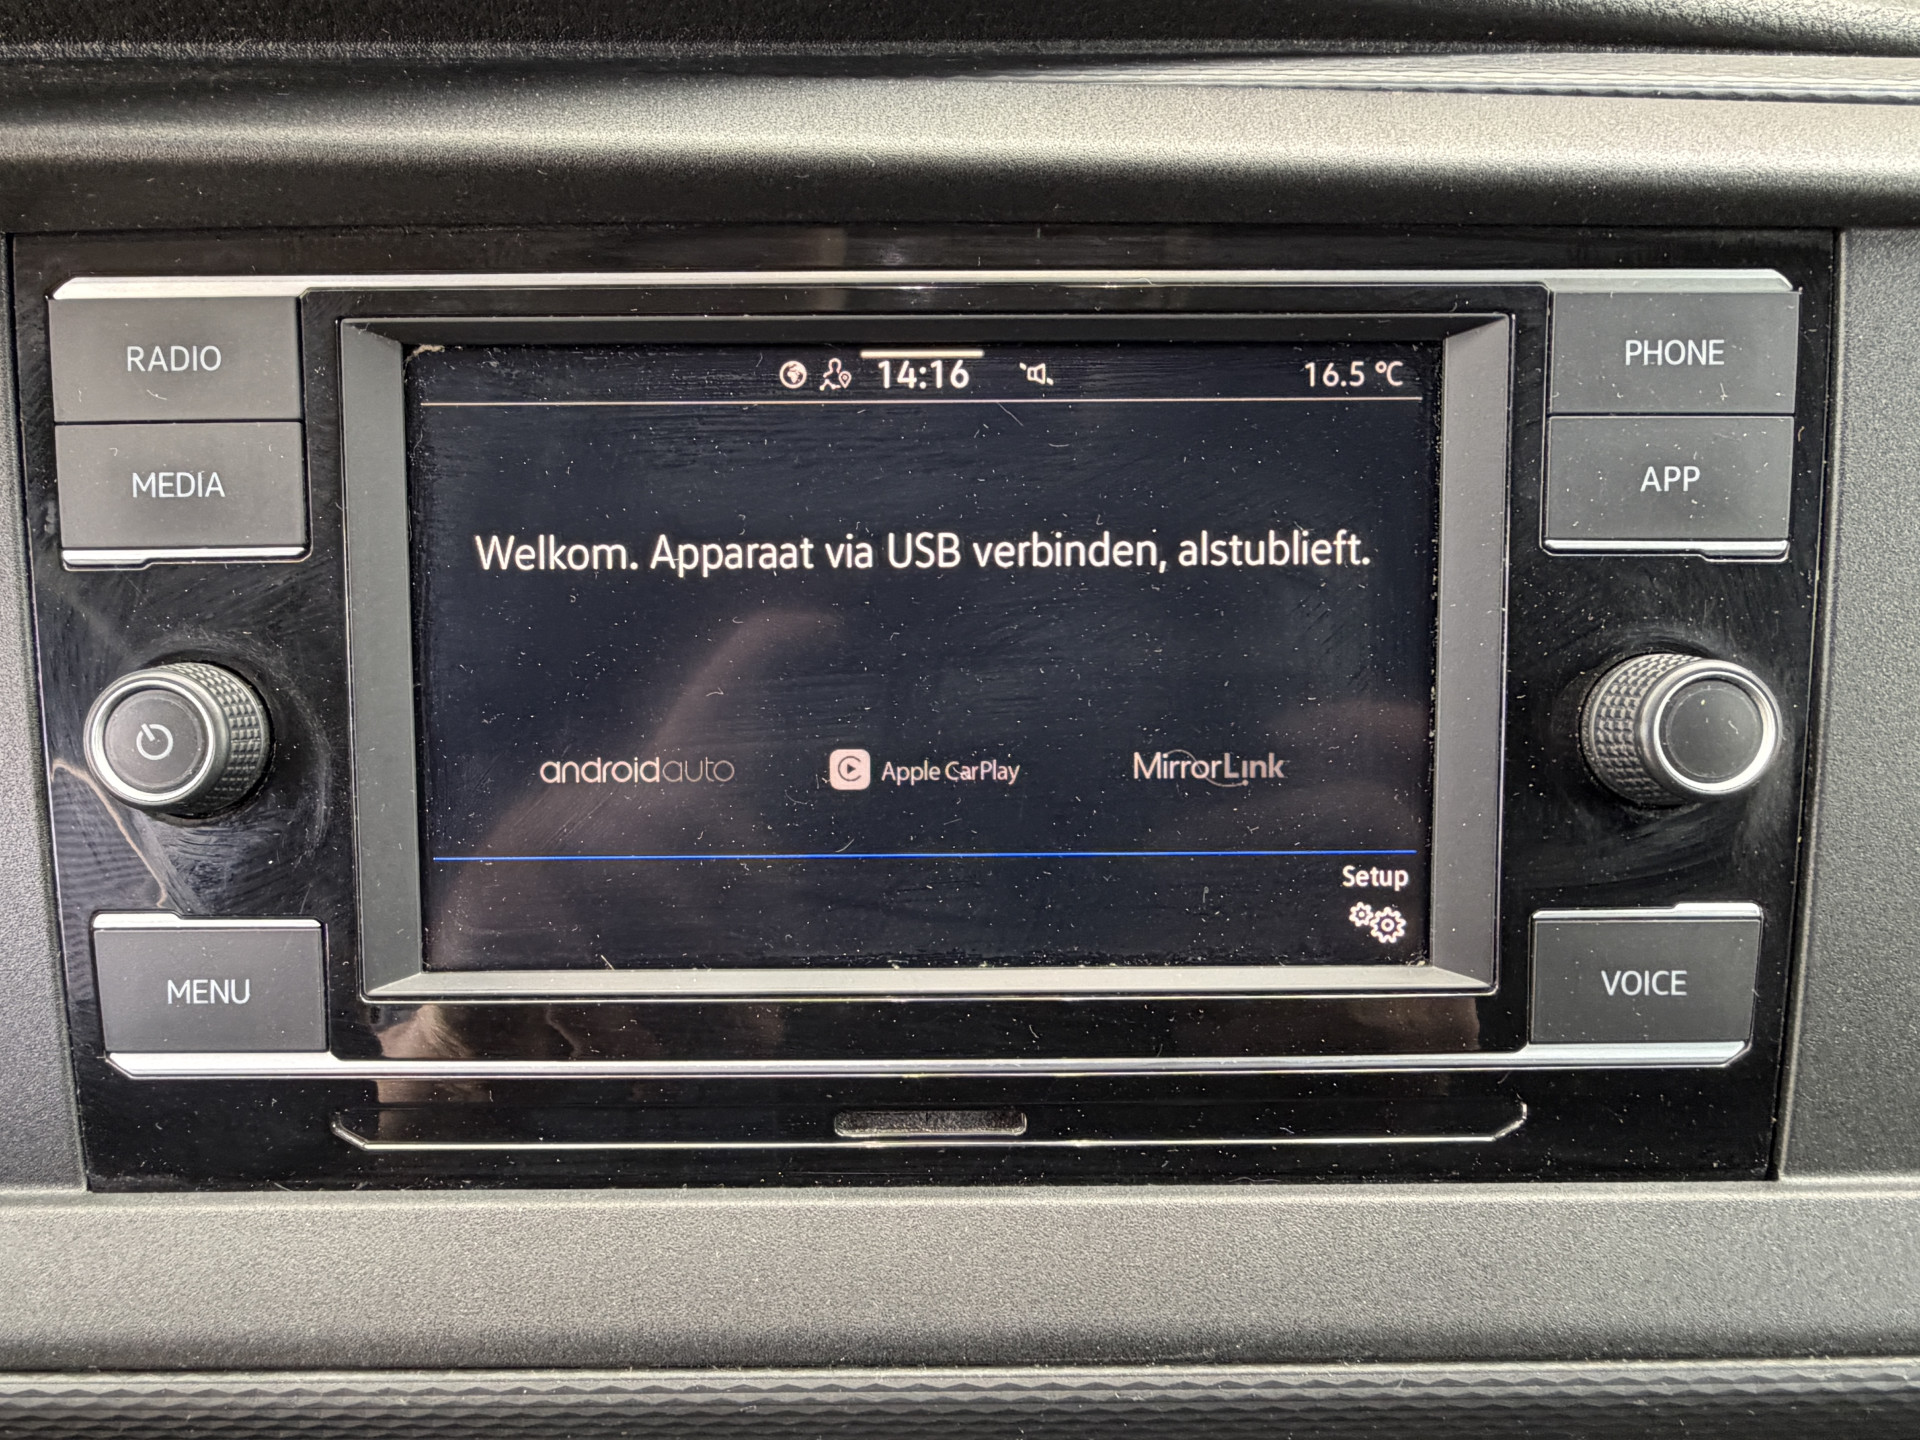 RADIO
MEDIA
14:16
16.5 °C
PHONE
APP
Welkom. Apparaat via USB verbinden, alstublieft.
androidauto
Apple CarPlay
MirrorLink
Setup
MENU
VOICE